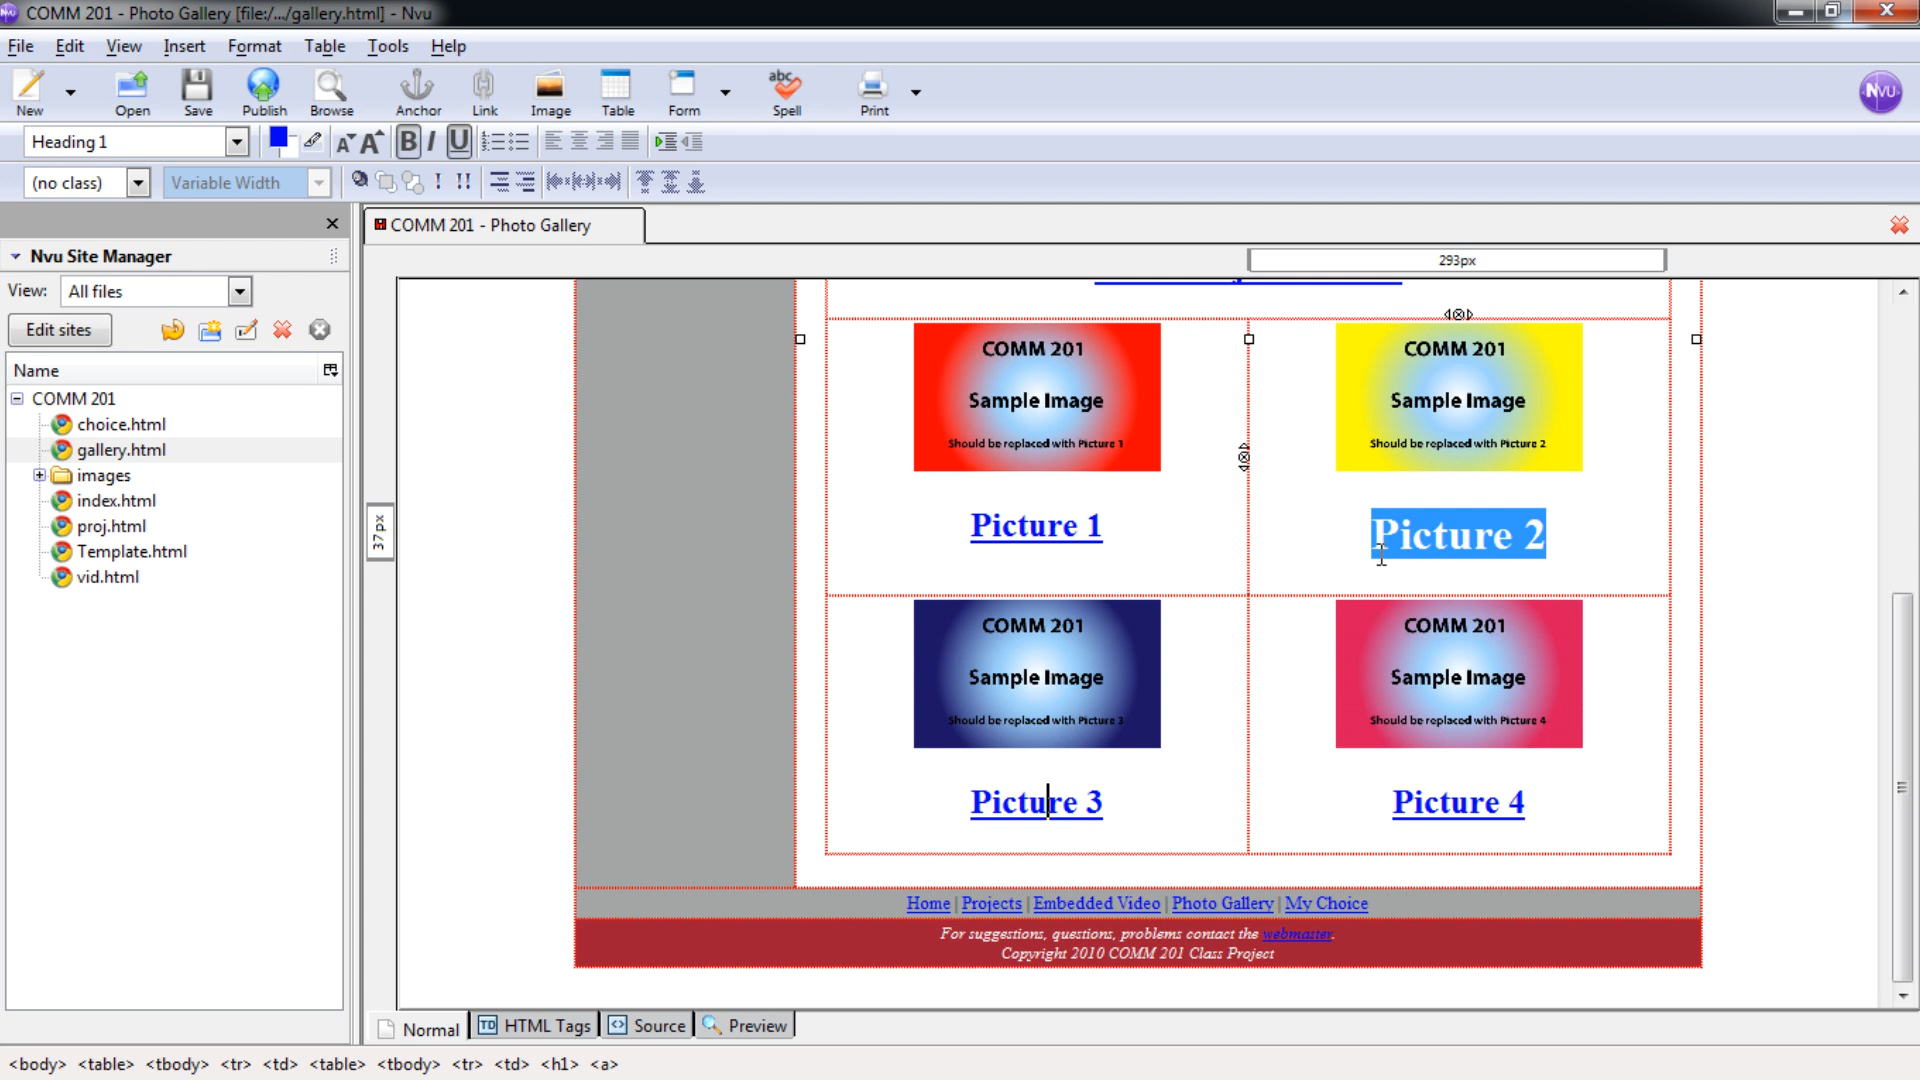 COMM 201 - Photo Gallery [file:/.../gallery.html] - Nvu
File Edit View Insert Format Table Tools Help
New Open Save Publish Browse Anchor Link Image Table Form Spell Print
abc
NVU
Heading 1
B I U
(no class) Variable Width ! !!
COMM 201 - Photo Gallery
Nvu Site Manager
View: All files
Edit sites
Name
COMM 201
choice.html
gallery.html
images
index.html
proj.html
Template.html
vid.html
293px
37px
COMM 201
Sample Image
Should be replaced with Picture 1
Picture 1
COMM 201
Sample Image
Should be replaced with Picture 2
Picture 2
COMM 201
Sample Image
Should be replaced with Picture 3
Picture 3
COMM 201
Sample Image
Should be replaced with Picture 4
Picture 4
Home | Projects | Embedded Video | Photo Gallery | My Choice
For suggestions, questions, problems contact the webmaster.
Copyright 2010 COMM 201 Class Project
Normal TD HTML Tags Source Preview
<body> <table> <tbody> <tr> <td> <table> <tbody> <tr> <td> <h1> <a>